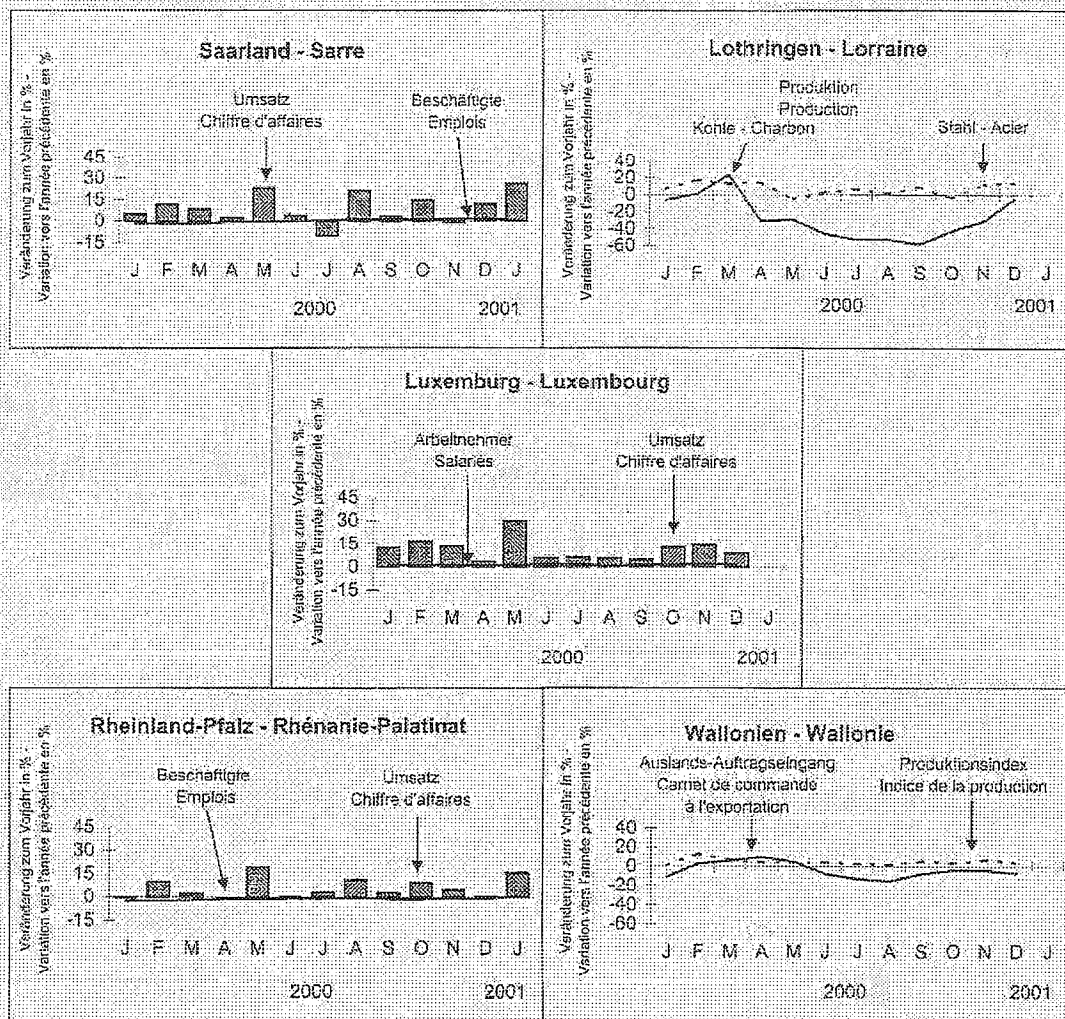 Saarland - Sarre
Veränderung zum Vorjahr in % -
Variation vers l'année précédente en %
Umsatz
Chiffre d'affaires
Beschäftigte
Emplois
45
30
15
0
-15
J F M A M J J A S O N D J
2000 2001
Lothringen - Lorraine
Veränderung zum Vorjahr in % -
Variation vers l'année précédente en %
Produktion
Production
Kohle - Charbon
Stahl - Acier
40
20
0
-20
-40
-60
J F M A M J J A S O N D J
2000 2001
Luxemburg - Luxembourg
Veränderung zum Vorjahr in % -
Variation vers l'année précédente en %
Arbeitnehmer
Salariés
Umsatz
Chiffre d'affaires
45
30
15
0
-15
J F M A M J J A S O N D J
2000 2001
Rheinland-Pfalz - Rhénanie-Palatinat
Veränderung zum Vorjahr in % -
Variation vers l'année précédente en %
Beschäftigte
Emplois
Umsatz
Chiffre d'affaires
45
30
15
0
-15
J F M A M J J A S O N D J
2000 2001
Wallonien - Wallonie
Veränderung zum Vorjahr in % -
Variation vers l'année précédente en %
Auslands-Auftragseingang
Carnet de commande
à l'exportation
Produktionsindex
Indice de la production
40
20
0
-20
-40
-60
J F M A M J J A S O N D J
2000 2001